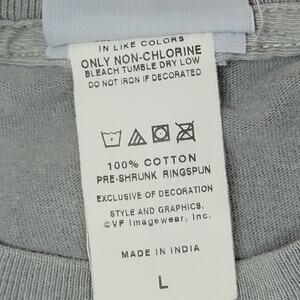 IN LIKE COLORS
ONLY NON-CHLORINE
BLEACH TUMBLE DRY LOW
DO NOT IRON IF DECORATED
100% COTTON
PRE-SHRUNK RINGSPUN
EXCLUSIVE OF DECORATION
STYLE AND GRAPHICS.
©VF Imagewear, Inc.
MADE IN INDIA
L